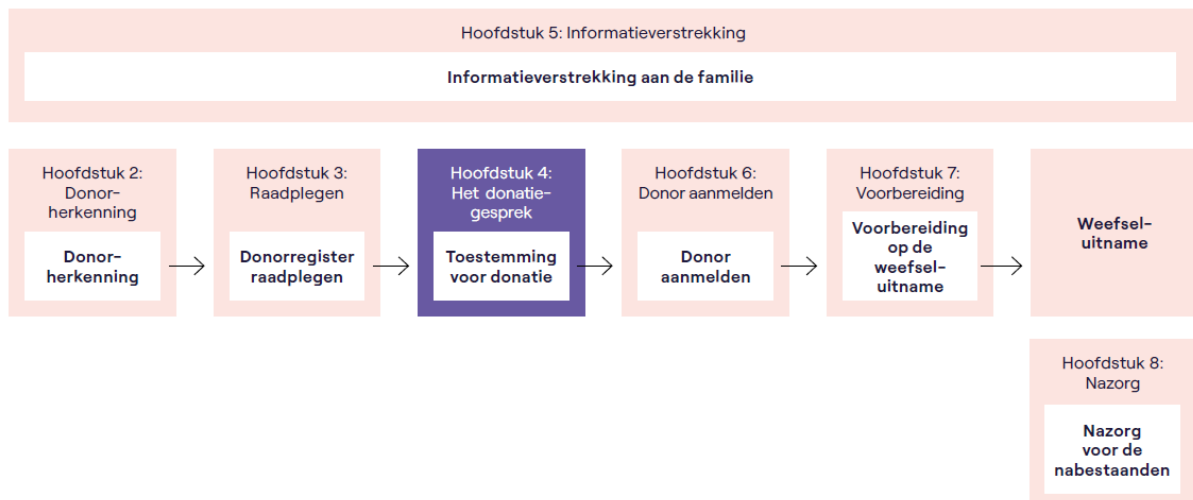 Hoofdstuk 5: Informatieverstrekking
Informatieverstrekking aan de familie
Hoofdstuk 2:
Donor-
herkenning
Donor-
herkenning
Hoofdstuk 3:
Raadplegen
Donorregister
raadplegen
Hoofdstuk 4:
Het donatie-
gesprek
Toestemming
voor donatie
Hoofdstuk 6:
Donor aanmelden
Donor
aanmelden
Hoofdstuk 7:
Voorbereiding
Voorbereiding
op de
weefsel-
uitname
Weefsel-
uitname
Hoofdstuk 8:
Nazorg
Nazorg
voor de
nabestaanden